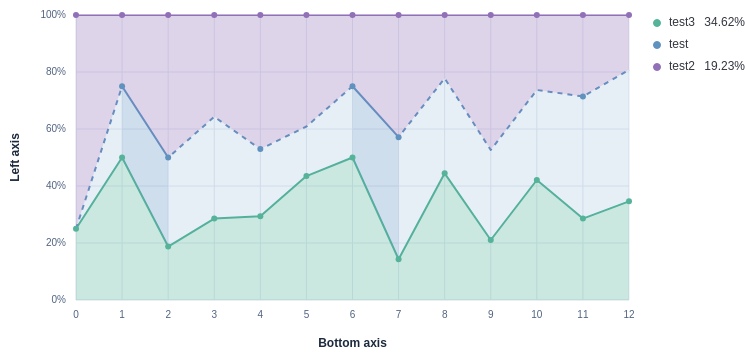 100%
80%
60%
40%
20%
0%
Left axis
0 1 2 3 4 5 6 7 8 9 10 11 12
Bottom axis
test3 34.62%
test
test2 19.23%